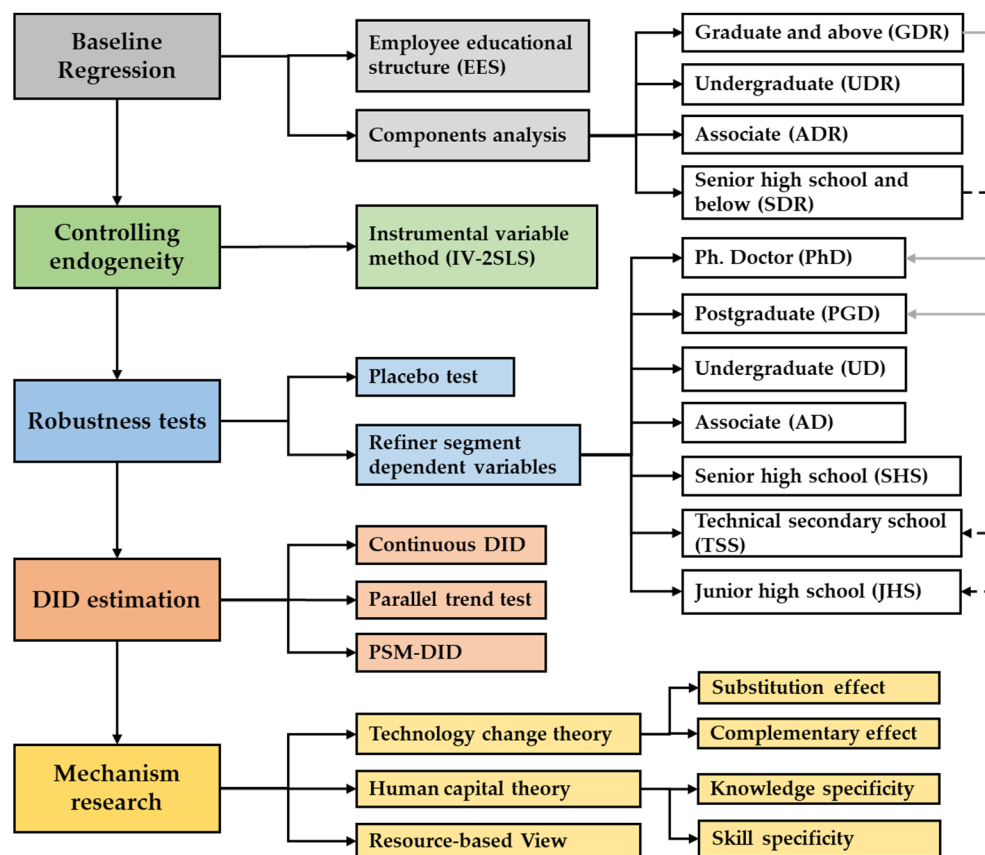 Baseline
Regression
Employee educational
structure (EES)
Components analysis
Graduate and above (GDR)
Undergraduate (UDR)
Associate (ADR)
Senior high school and
below (SDR)
Controlling
endogeneity
Instrumental variable
method (IV-2SLS)
Ph. Doctor (PhD)
Postgraduate (PGD)
Undergraduate (UD)
Associate (AD)
Senior high school (SHS)
Technical secondary school
(TSS)
Junior high school (JHS)
Robustness tests
Placebo test
Refiner segment
dependent variables
DID estimation
Continuous DID
Parallel trend test
PSM-DID
Mechanism
research
Technology change theory
Human capital theory
Resource-based View
Substitution effect
Complementary effect
Knowledge specificity
Skill specificity